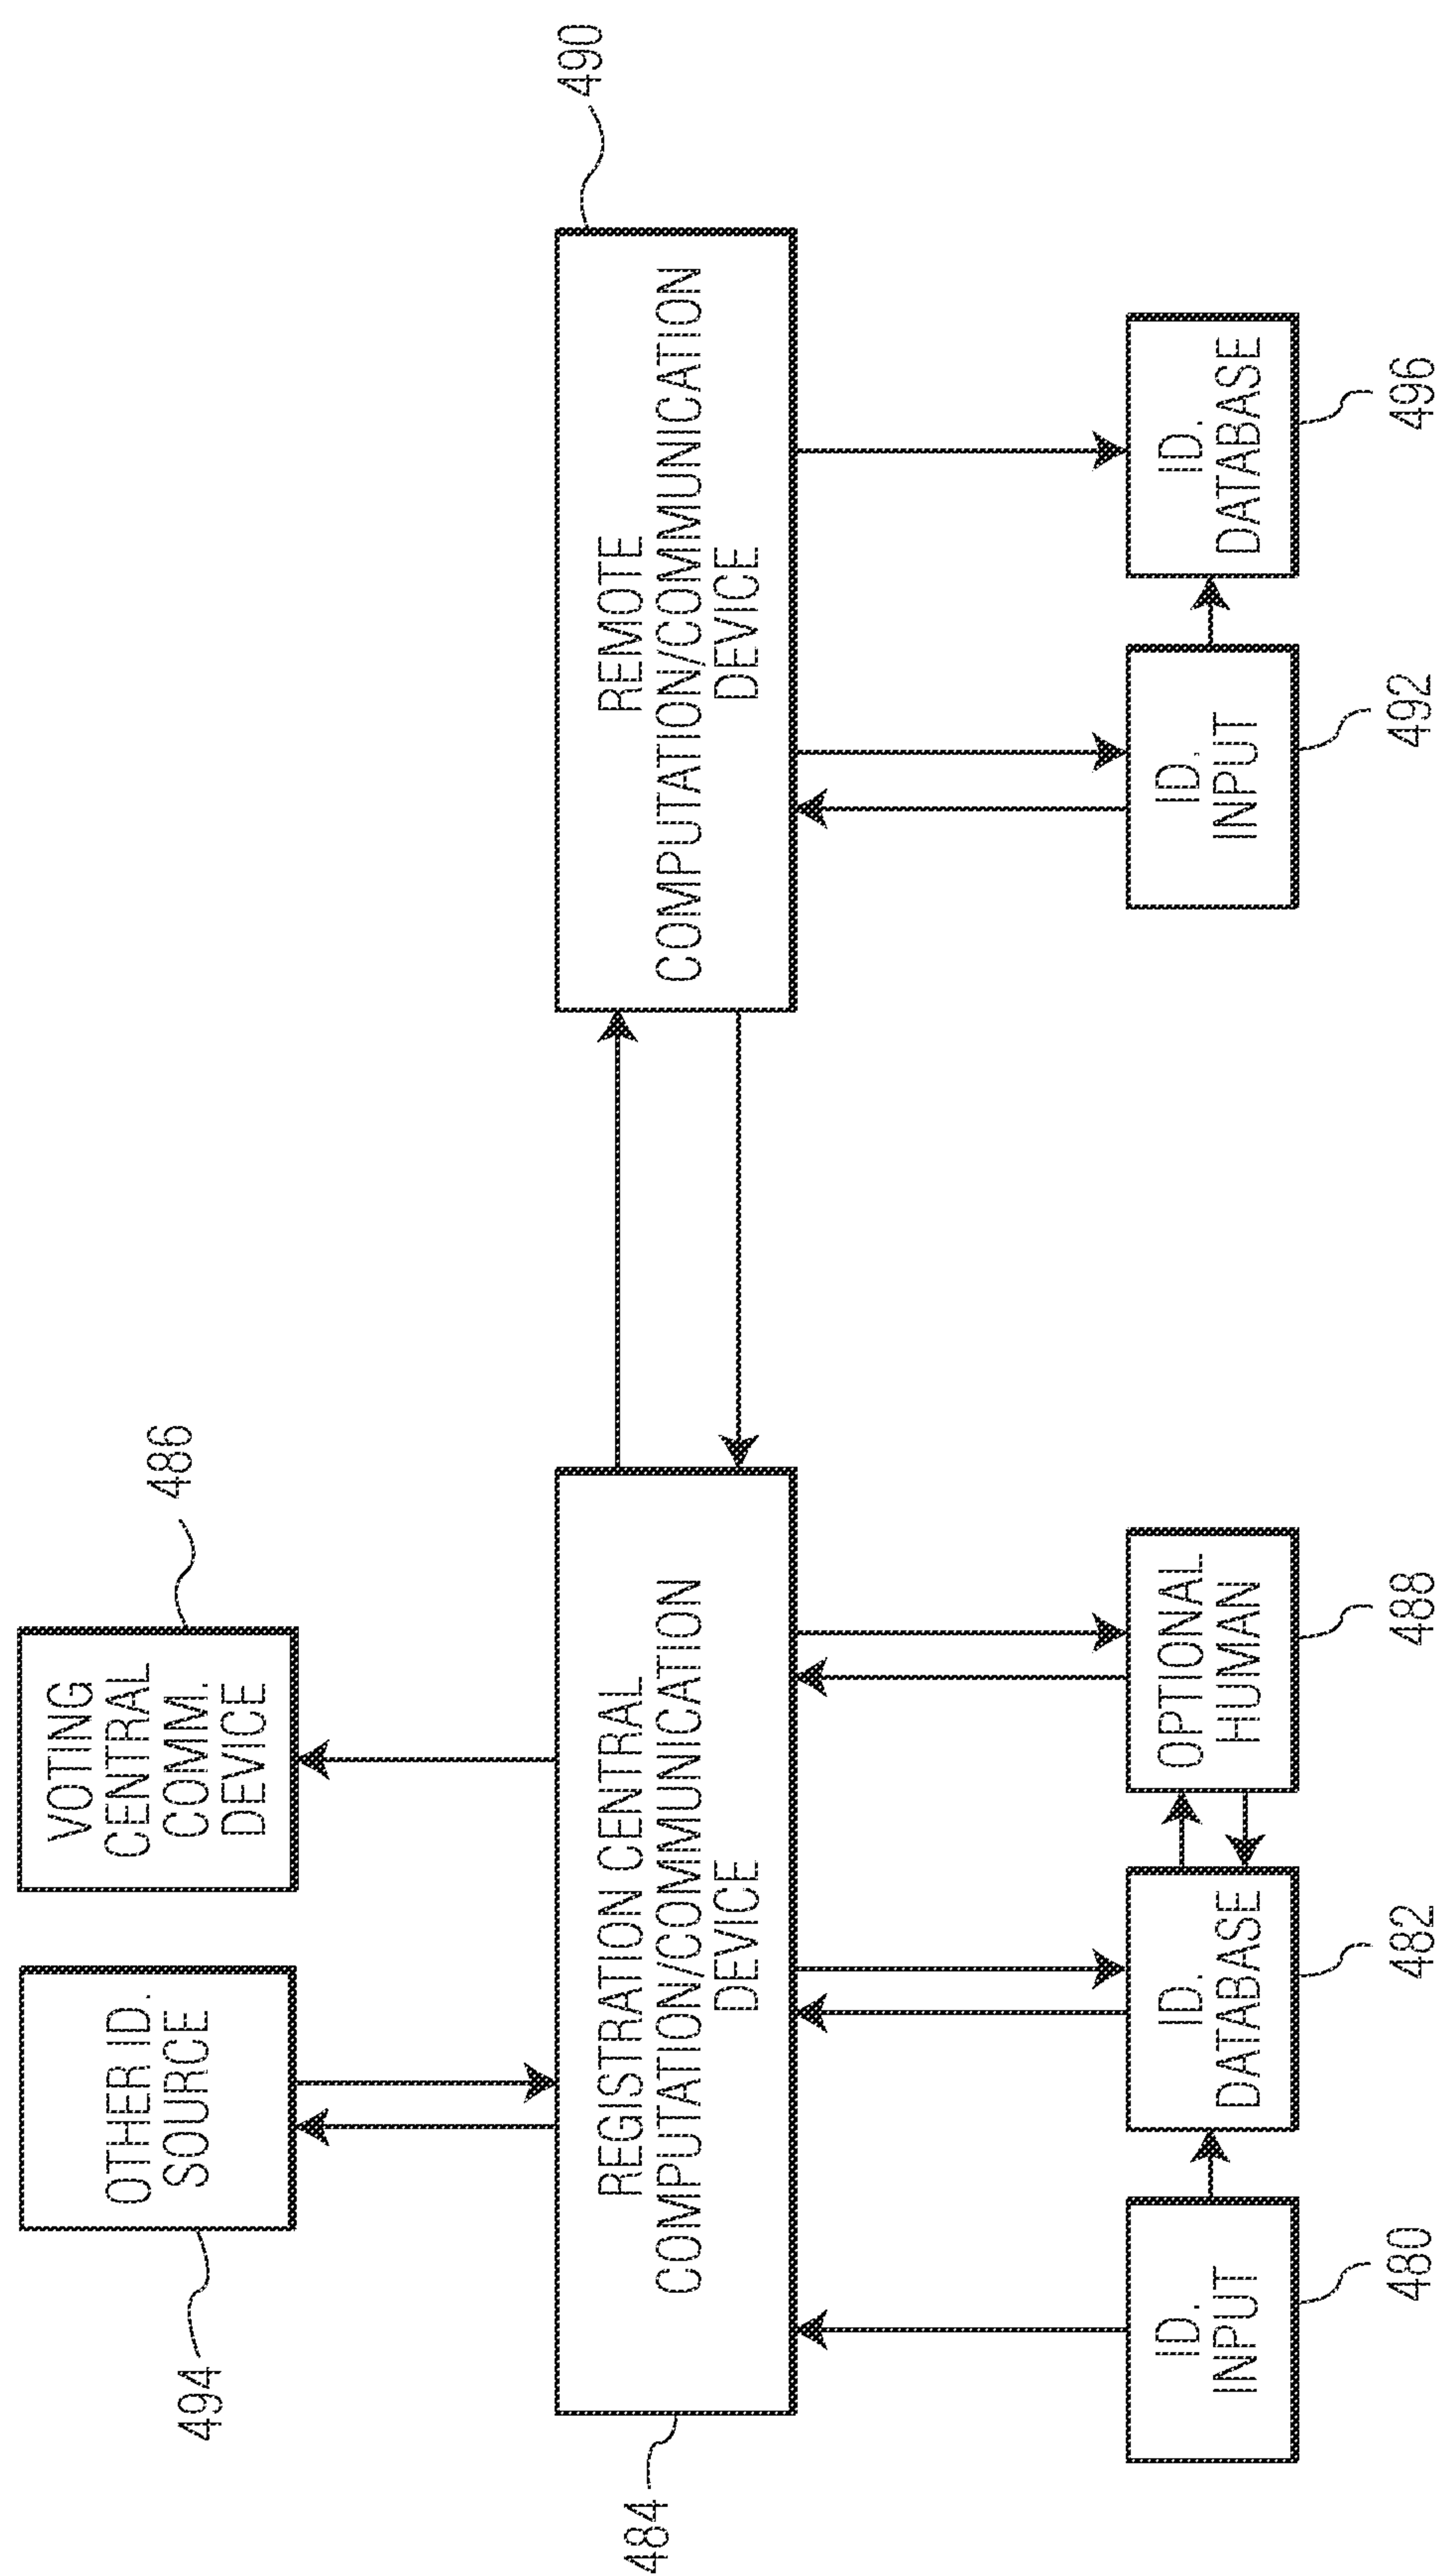 494
OTHER ID.
SOURCE
VOTING
CENTRAL
COMM.
DEVICE
486
484
REGISTRATION CENTRAL
COMPUTATION/COMMUNICATION
DEVICE
REMOTE
COMPUTATION/COMMUNICATION
DEVICE
490
ID.
INPUT
480
ID.
DATABASE
482
OPTIONAL
HUMAN
488
ID.
INPUT
492
ID.
DATABASE
496